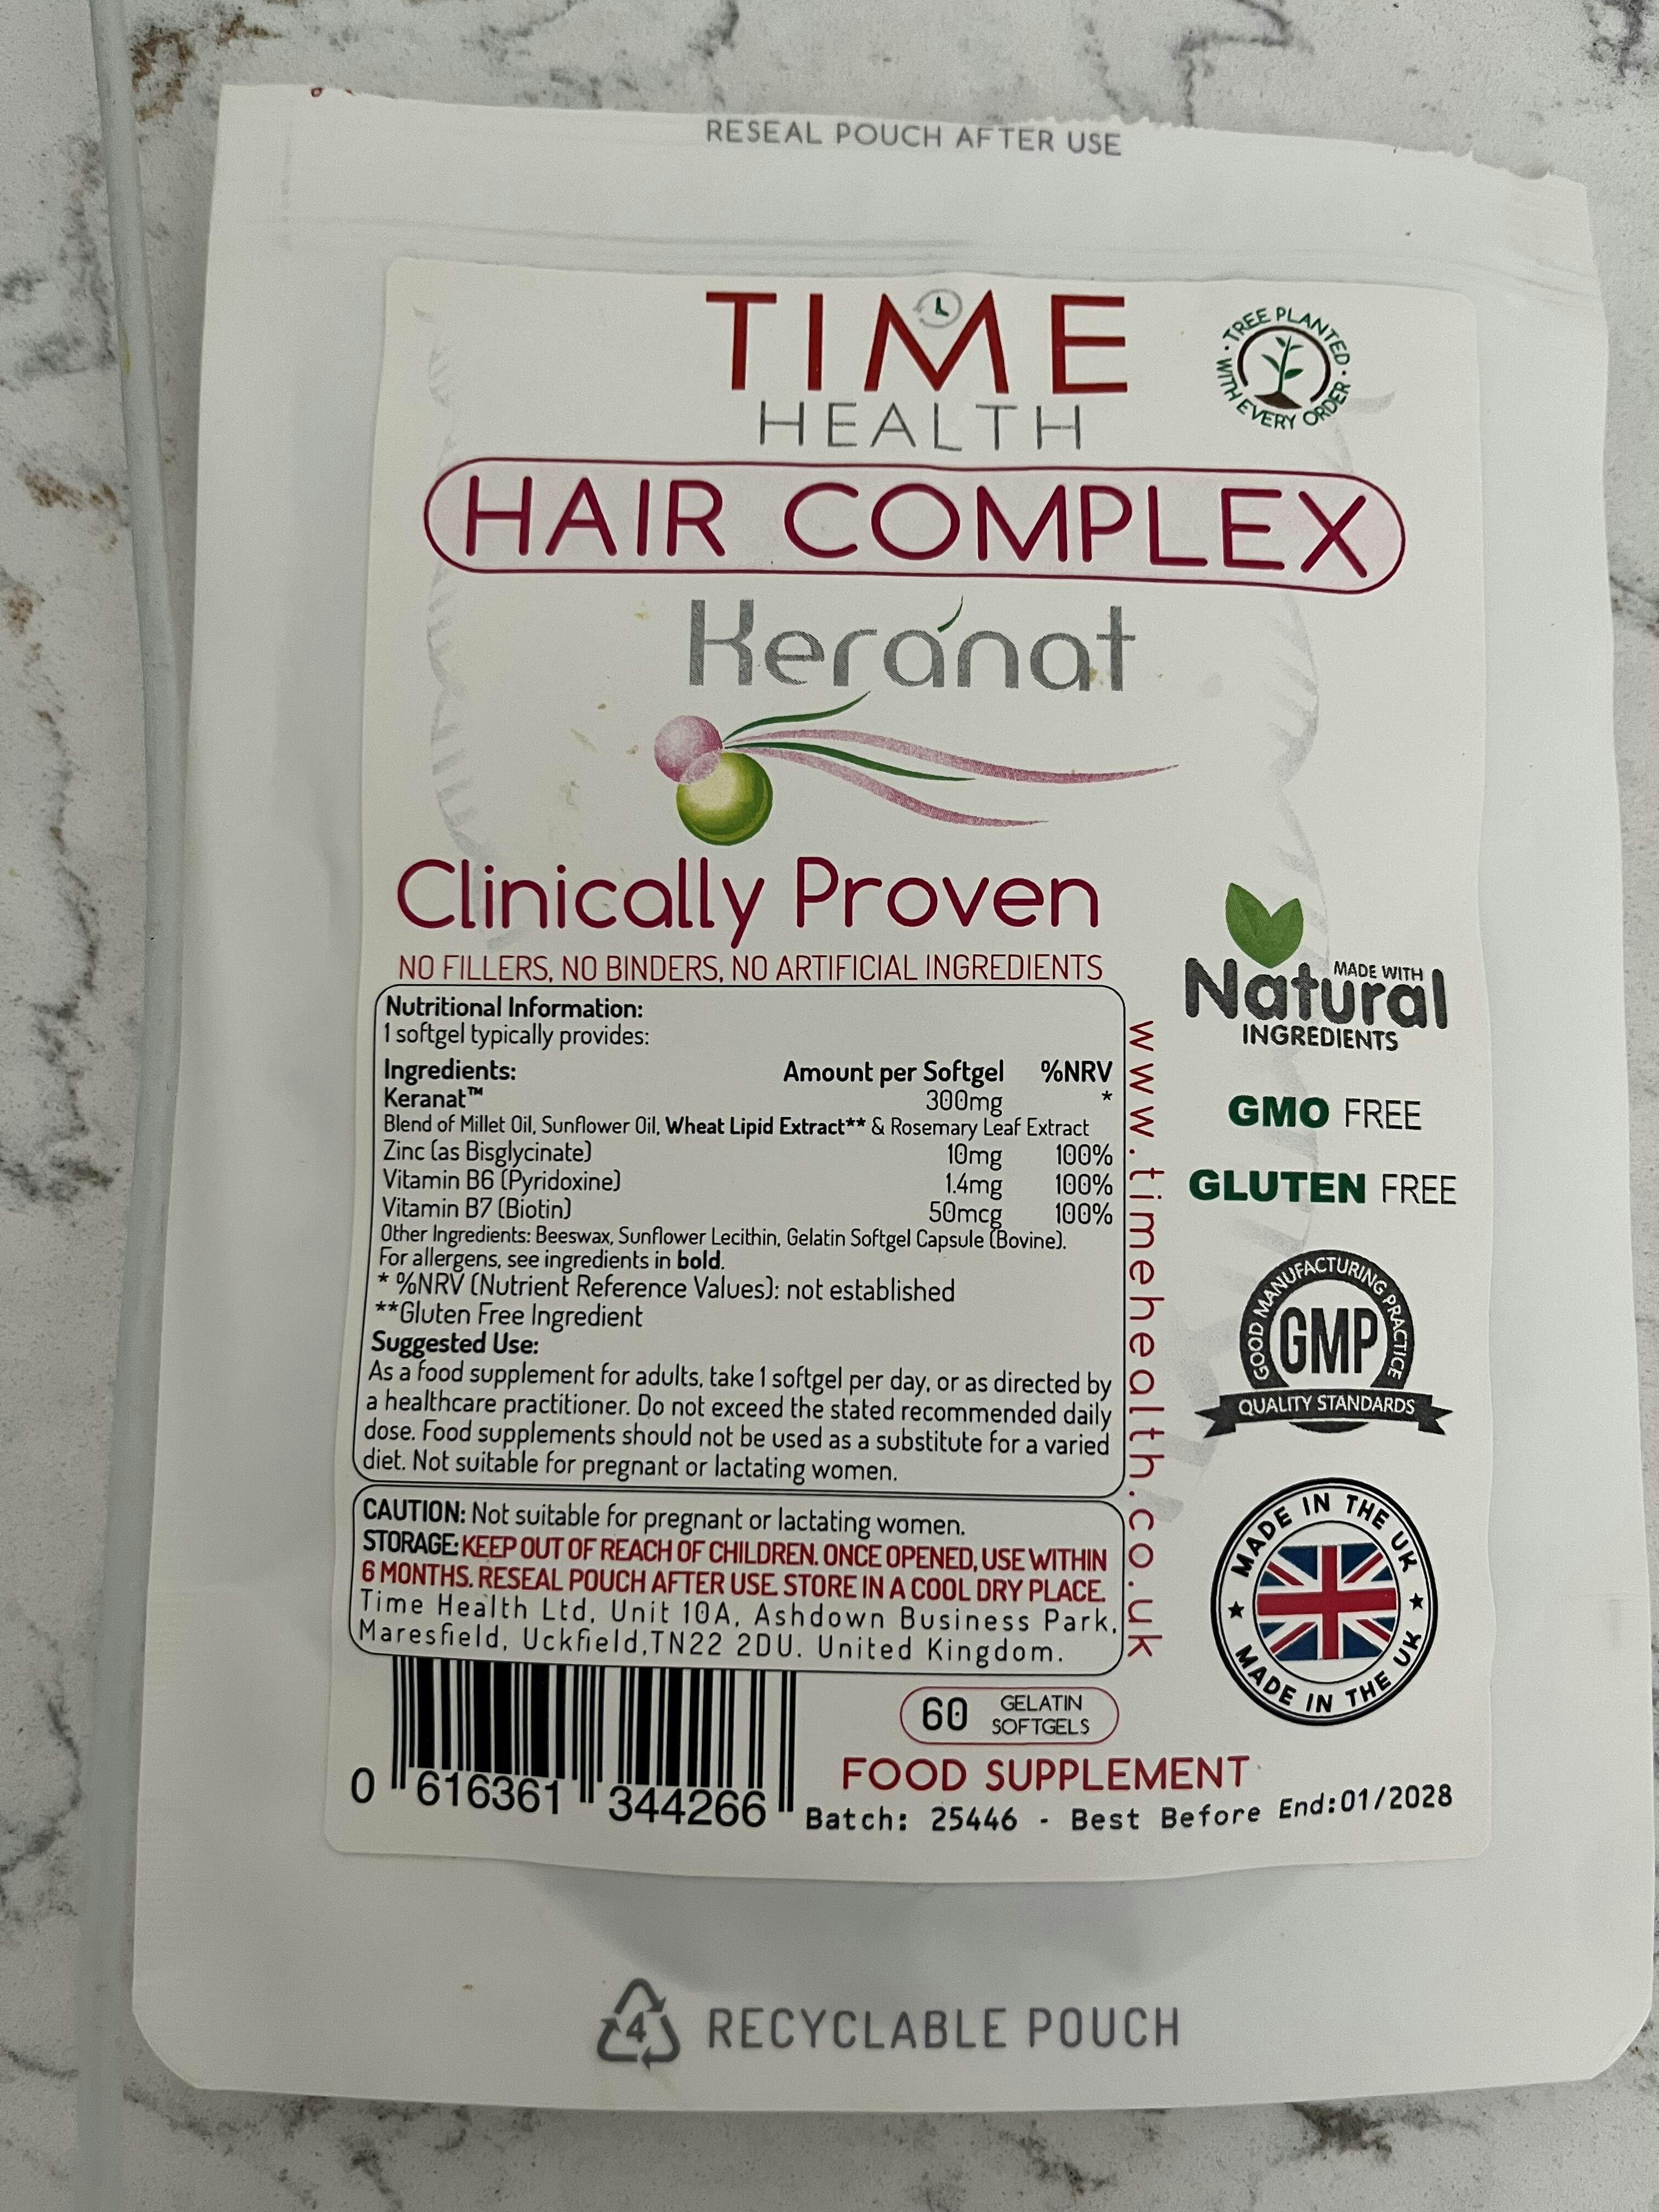 RESEAL POUCH AFTER USE
TIME
HEALTH
TREE PLANTED • WITH EVERY ORDER •
HAIR COMPLEX
Keránat
Clinically Proven
NO FILLERS, NO BINDERS, NO ARTIFICIAL INGREDIENTS
Nutritional Information:
1 softgel typically provides:
Ingredients: Amount per Softgel %NRV
Keranat™ 300mg *
Blend of Millet Oil, Sunflower Oil, Wheat Lipid Extract** & Rosemary Leaf Extract
Zinc (as Bisglycinate) 10mg 100%
Vitamin B6 (Pyridoxine) 1.4mg 100%
Vitamin B7 (Biotin) 50mcg 100%
Other Ingredients: Beeswax, Sunflower Lecithin, Gelatin Softgel Capsule (Bovine).
For allergens, see ingredients in bold.
* %NRV (Nutrient Reference Values): not established
**Gluten Free Ingredient
Suggested Use:
As a food supplement for adults, take 1 softgel per day, or as directed by
a healthcare practitioner. Do not exceed the stated recommended daily
dose. Food supplements should not be used as a substitute for a varied
diet. Not suitable for pregnant or lactating women.
CAUTION: Not suitable for pregnant or lactating women.
STORAGE: KEEP OUT OF REACH OF CHILDREN. ONCE OPENED, USE WITHIN
6 MONTHS. RESEAL POUCH AFTER USE. STORE IN A COOL DRY PLACE.
Time Health Ltd, Unit 10A, Ashdown Business Park,
Maresfield, Uckfield,TN22 2DU. United Kingdom.
www.timehealth.co.uk
MADE WITH
Natural
INGREDIENTS
GMO FREE
GLUTEN FREE
GOOD MANUFACTURING PRACTICE
GMP
QUALITY STANDARDS
MADE IN THE UK
MADE IN THE UK
60 GELATIN
SOFTGELS
FOOD SUPPLEMENT
0 616361 344266
Batch: 25446 - Best Before End:01/2028
4 RECYCLABLE POUCH